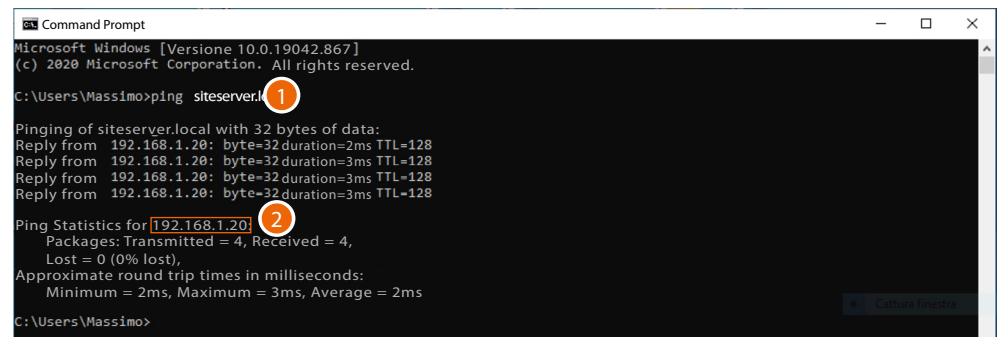 Command Prompt
Microsoft Windows [Versione 10.0.19042.867]
(c) 2020 Microsoft Corporation. All rights reserved.
C:\Users\Massimo>ping siteserver.l
1
Pinging of siteserver.local with 32 bytes of data:
Reply from 192.168.1.20: byte=32 duration=2ms TTL=128
Reply from 192.168.1.20: byte=32 duration=3ms TTL=128
Reply from 192.168.1.20: byte=32 duration=3ms TTL=128
Reply from 192.168.1.20: byte=32 duration=3ms TTL=128
2
Ping Statistics for 192.168.1.20:
Packages: Transmitted = 4, Received = 4,
Lost = 0 (0% lost),
Approximate round trip times in milliseconds:
Minimum = 2ms, Maximum = 3ms, Average = 2ms
Cattura finestra
C:\Users\Massimo>